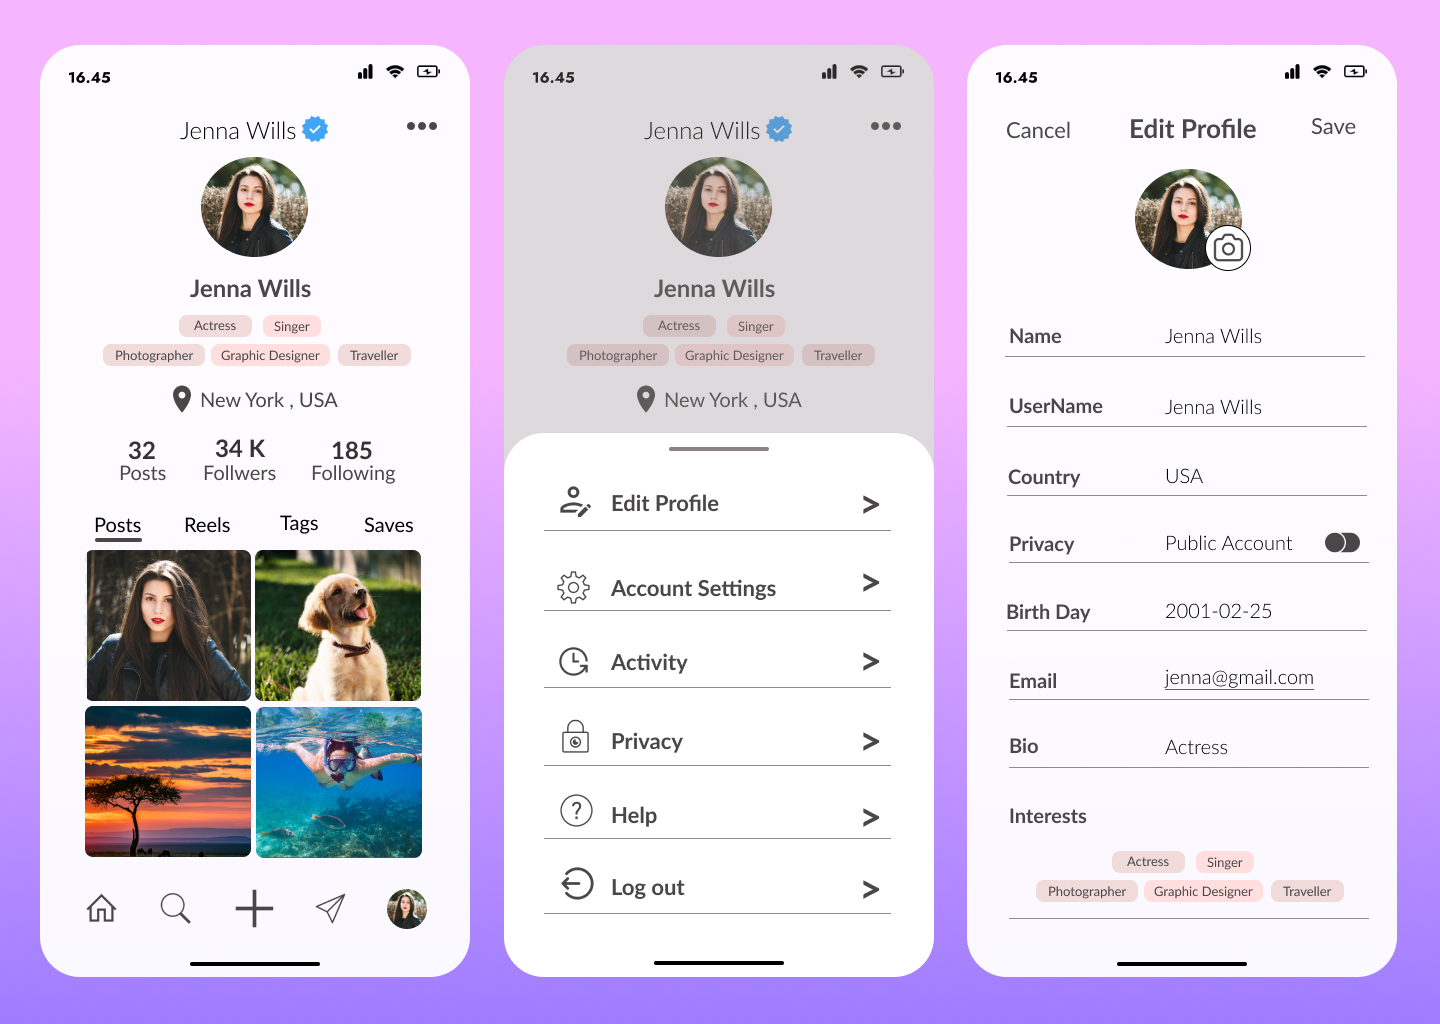 16.45
Jenna Wills
Jenna Wills
Actress Singer
Photographer Graphic Designer Traveller
New York , USA
32 34 K 185
Posts Follwers Following
Posts Reels Tags Saves
16.45
Jenna Wills
Jenna Wills
Actress Singer
Photographer Graphic Designer Traveller
New York , USA
Edit Profile >
Account Settings >
Activity >
Privacy >
Help >
Log out >
16.45
Cancel Edit Profile Save
Name Jenna Wills
UserName Jenna Wills
Country USA
Privacy Public Account
Birth Day 2001-02-25
Email jenna@gmail.com
Bio Actress
Interests
Actress Singer
Photographer Graphic Designer Traveller